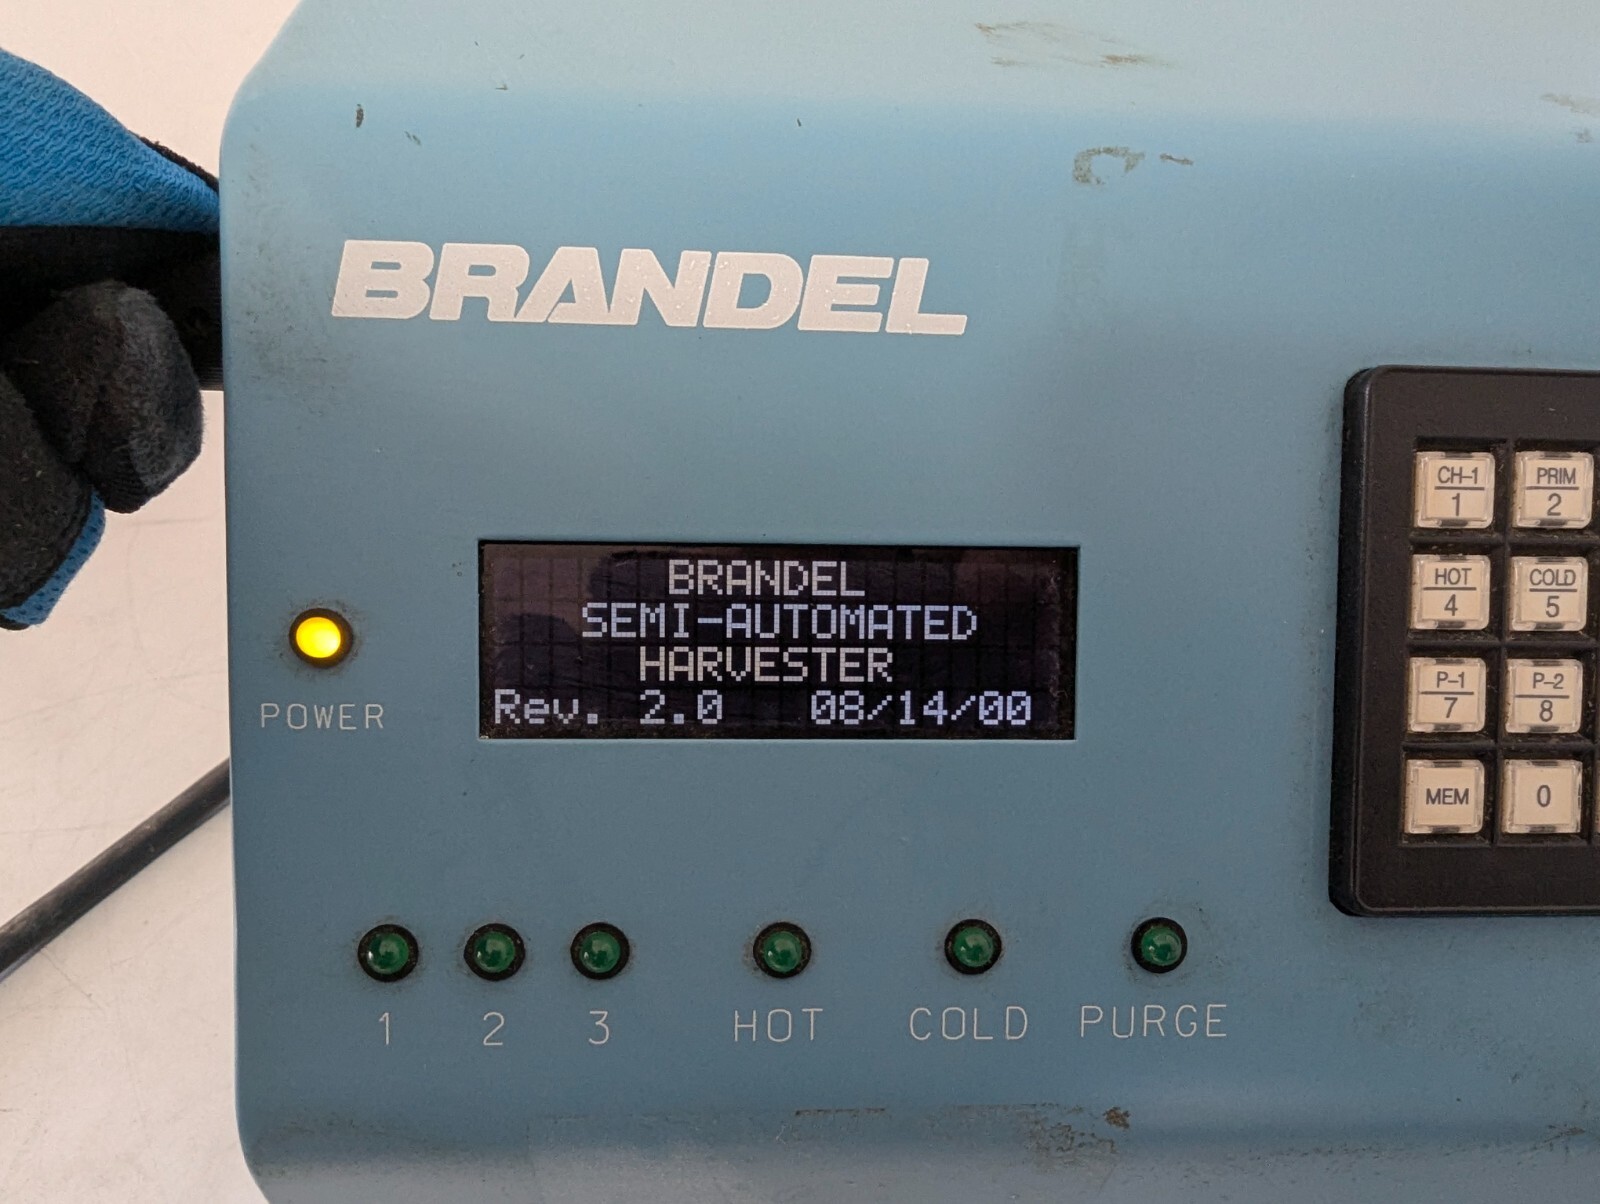 BRANDEL
BRANDEL
SEMI-AUTOMATED
HARVESTER
Rev. 2.0 08/14/00
POWER
CH-1 PRIM
1 2
HOT COLD
4 5
P-1 P-2
7 8
MEM 0
1 2 3 HOT COLD PURGE